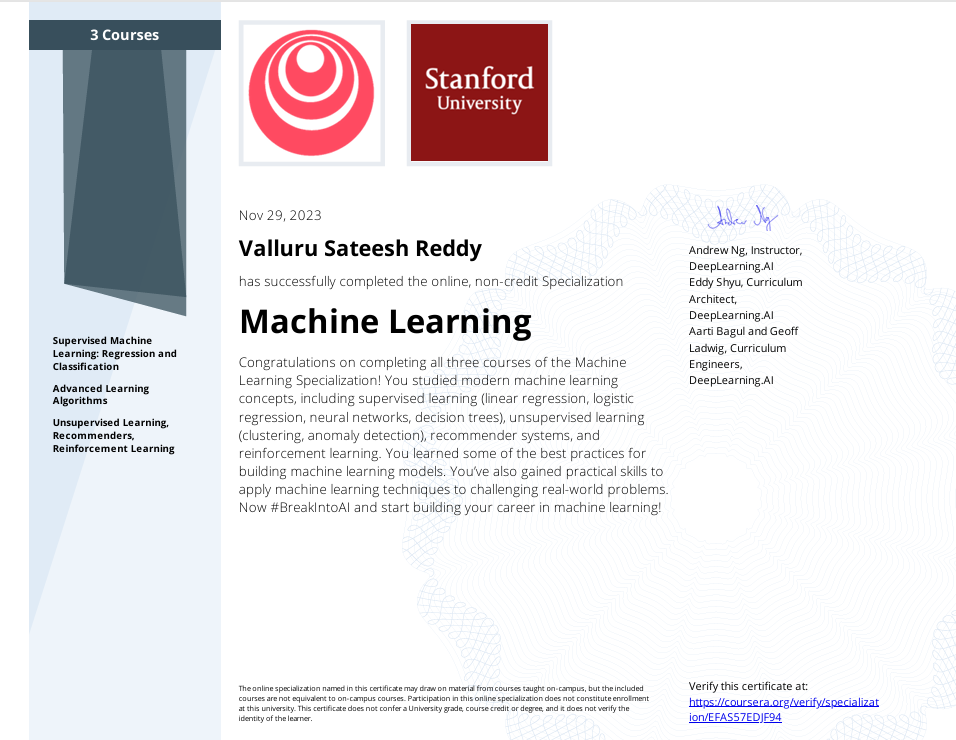 3 Courses
Supervised Machine
Learning: Regression and
Classification
Advanced Learning
Algorithms
Unsupervised Learning,
Recommenders,
Reinforcement Learning
Stanford
University
Nov 29, 2023
Valluru Sateesh Reddy
has successfully completed the online, non-credit Specialization
Machine Learning
Congratulations on completing all three courses of the Machine
Learning Specialization! You studied modern machine learning
concepts, including supervised learning (linear regression, logistic
regression, neural networks, decision trees), unsupervised learning
(clustering, anomaly detection), recommender systems, and
reinforcement learning. You learned some of the best practices for
building machine learning models. You’ve also gained practical skills to
apply machine learning techniques to challenging real-world problems.
Now #BreakIntoAI and start building your career in machine learning!
Andrew Ng
Andrew Ng, Instructor,
DeepLearning.AI
Eddy Shyu, Curriculum
Architect,
DeepLearning.AI
Aarti Bagul and Geoff
Ladwig, Curriculum
Engineers,
DeepLearning.AI
The online specialization named in this certificate may draw on material from courses taught on-campus, but the included
courses are not equivalent to on-campus courses. Participation in this online specialization does not constitute enrollment
at this university. This certificate does not confer a University grade, course credit or degree, and it does not verify the
identity of the learner.
Verify this certificate at:
https://coursera.org/verify/specializat
ion/EFAS57EDJF94